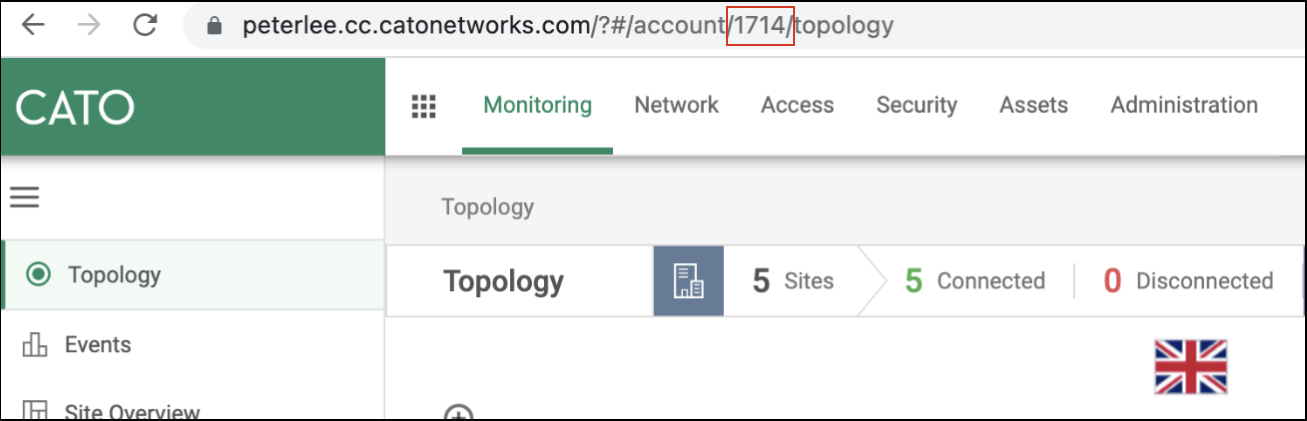 peterlee.cc.catonetworks.com/?#/account/1714/topology
CATO
Monitoring Network Access Security Assets Administration
Topology
Topology
Events
Site Overview
Topology 5 Sites 5 Connected 0 Disconnected